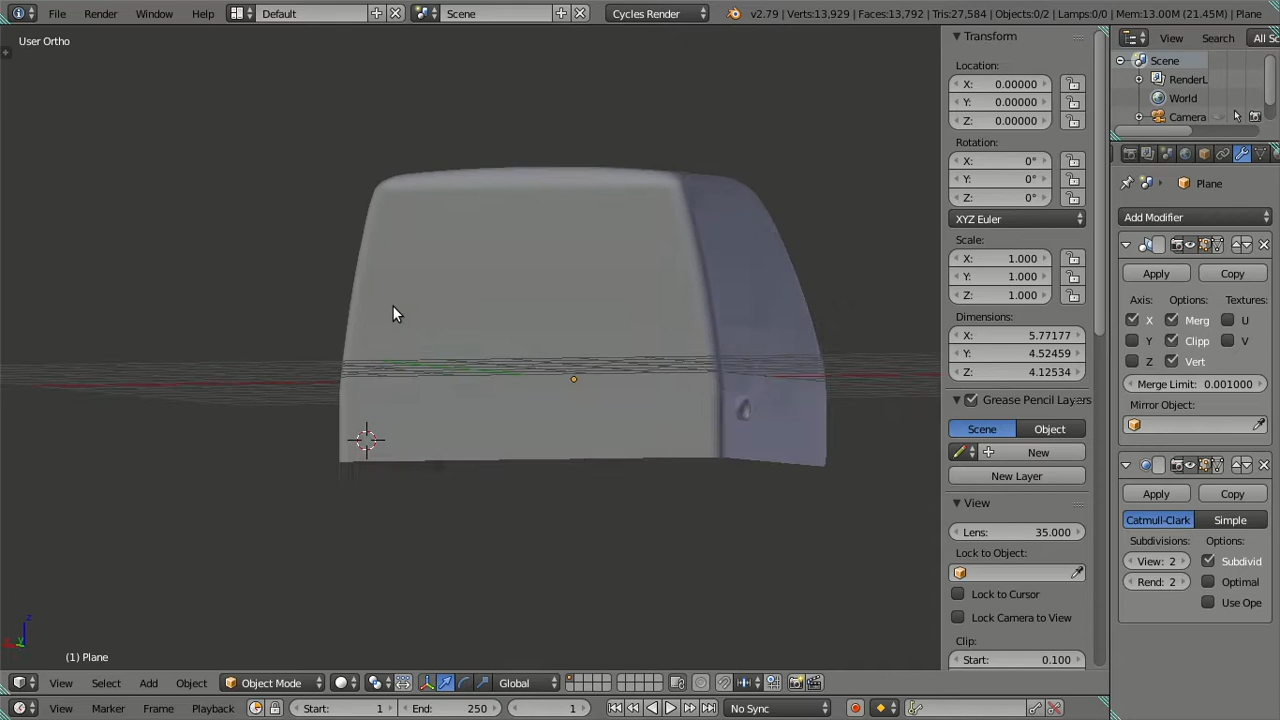 File Render Window Help Default Scene Cycles Render v2.79 | Verts:13,929 | Faces:13,792 | Tris:27,584 | Objects:0/2 | Lamps:0/0 | Mem:13.00M (21.45M) | Plane
User Ortho
Transform
Location:
X: 0.00000
Y: 0.00000
Z: 0.00000
Rotation:
X: 0°
Y: 0°
Z: 0°
XYZ Euler
Scale:
X: 1.000
Y: 1.000
Z: 1.000
Dimensions:
X: 5.77177
Y: 4.52459
Z: 4.12534
Grease Pencil Layers
Scene Object
New
New Layer
View
Lens: 35.000
Lock to Object:
Lock to Cursor
Lock Camera to View
Clip:
Start: 0.100
View Search All Sc
Scene
RenderL
World
Camera
Plane
Add Modifier
Apply Copy
Axis: Options: Textures:
X Merg U
Y Clipp V
Z Vert
Merge Limit: 0.001000
Mirror Object:
Apply Copy
Catmull-Clark Simple
Subdivisions: Options:
View: 2 Subdivid
Rend: 2 Optimal
Use Ope
z
x y
(1) Plane
View Select Add Object Object Mode Global
View Marker Frame Playback Start: 1 End: 250 1 No Sync